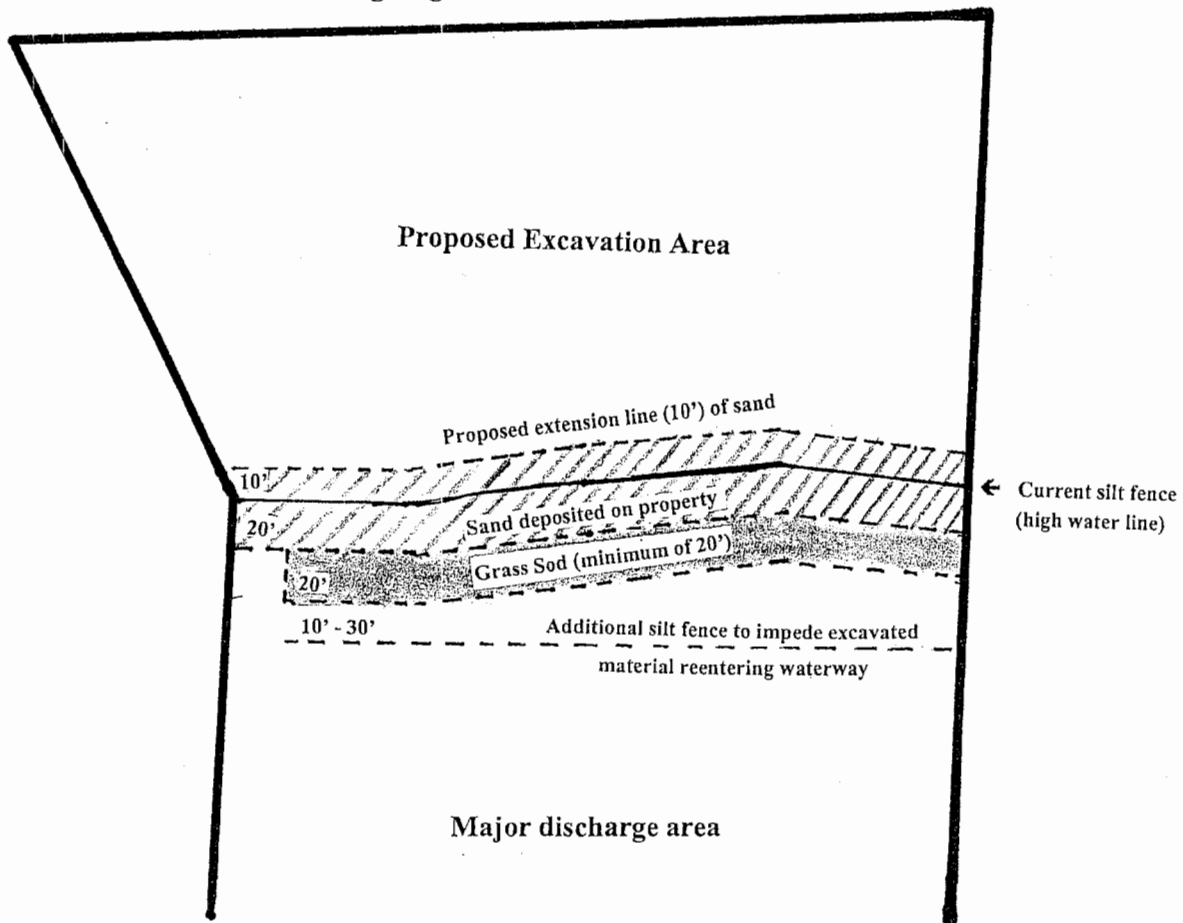 Proposed Excavation Area
Proposed extension line (10’) of sand
10’
Current silt fence
(high water line)
20’
Sand deposited on property
Grass Sod (minimum of 20’)
20’
10’ - 30’
Additional silt fence to impede excavated
material reentering waterway
Major discharge area